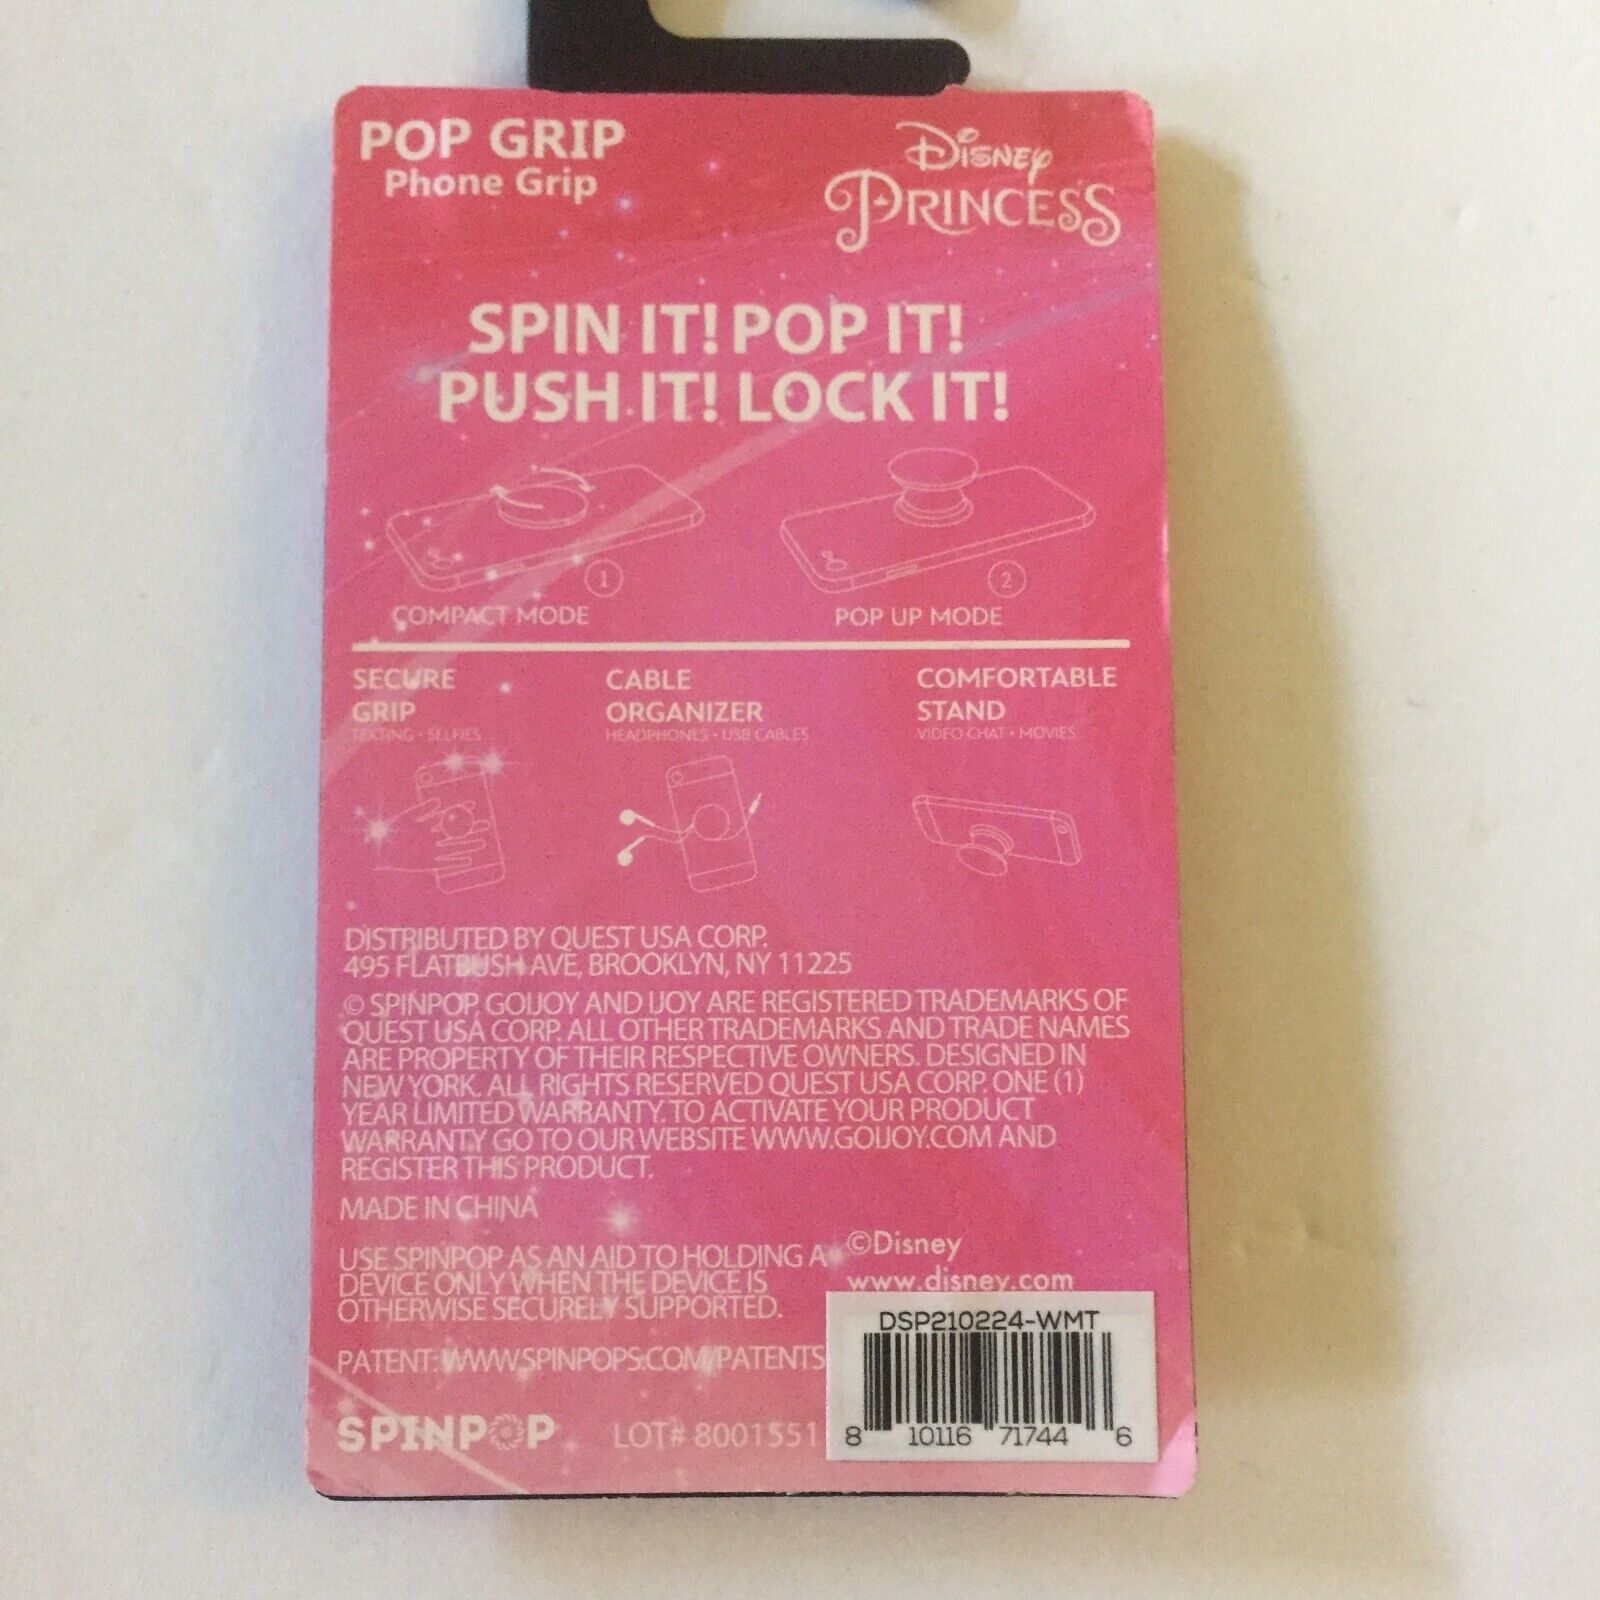 POP GRIP
Phone Grip
Disney
PRINCESS
SPIN IT! POP IT!
PUSH IT! LOCK IT!
1
COMPACT MODE
2
POP UP MODE
SECURE
GRIP
TEXTING • SELFIES
CABLE
ORGANIZER
HEADPHONES • USB CABLES
COMFORTABLE
STAND
VIDEO CHAT • MOVIES
DISTRIBUTED BY QUEST USA CORP.
495 FLATBUSH AVE, BROOKLYN, NY 11225
© SPINPOP, GOIJOY AND IJOY ARE REGISTERED TRADEMARKS OF
QUEST USA CORP. ALL OTHER TRADEMARKS AND TRADE NAMES
ARE PROPERTY OF THEIR RESPECTIVE OWNERS. DESIGNED IN
NEW YORK. ALL RIGHTS RESERVED QUEST USA CORP. ONE (1)
YEAR LIMITED WARRANTY. TO ACTIVATE YOUR PRODUCT
WARRANTY GO TO OUR WEBSITE WWW.GOIJOY.COM AND
REGISTER THIS PRODUCT.
MADE IN CHINA
USE SPINPOP AS AN AID TO HOLDING A
DEVICE ONLY WHEN THE DEVICE IS
OTHERWISE SECURELY SUPPORTED.
PATENT: WWW.SPINPOPS.COM/PATENTS
SPINPOP
LOT# 8001551
©Disney
www.disney.com
DSP210224-WMT
8 10116 71744 6